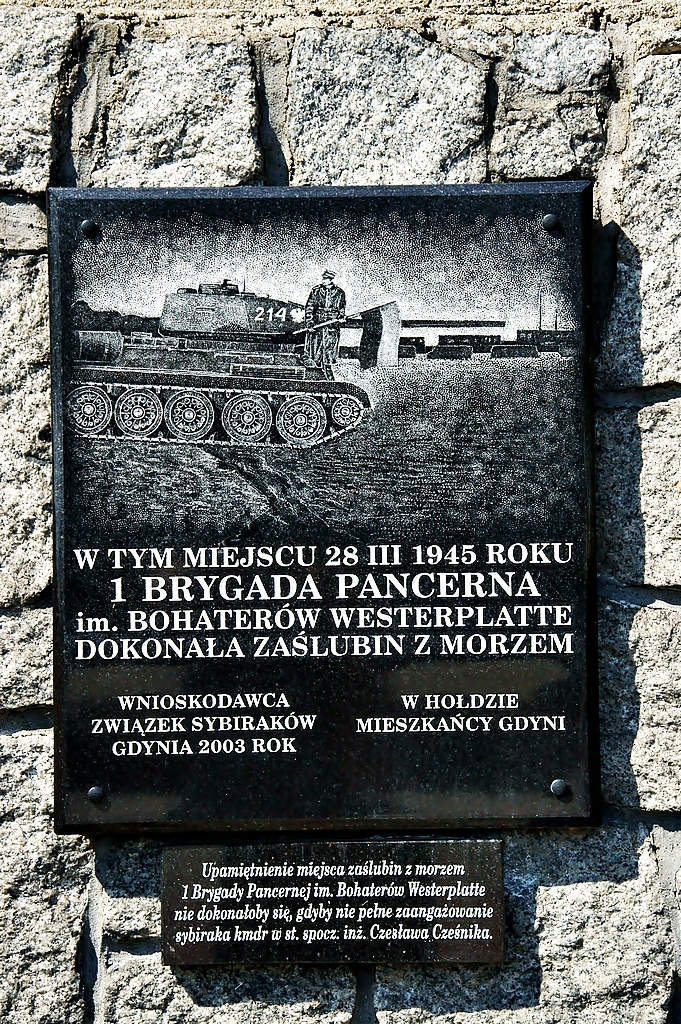 214
W TYM MIEJSCU 28 III 1945 ROKU
1 BRYGADA PANCERNA
im. BOHATERÓW WESTERPLATTE
DOKONAŁA ZAŚLUBIN Z MORZEM
WNIOSKODAWCA
ZWIĄZEK SYBIRAKÓW
GDYNIA 2003 ROK
W HOŁDZIE
MIESZKAŃCY GDYNI
Upamiętnienie miejsca zaślubin z morzem
1 Brygady Pancernej im. Bohaterów Westerplatte
nie dokonałoby się, gdyby nie pełne zaangażowanie
sybiraka kmdr w st. spocz. inż. Czesława Cześnika.